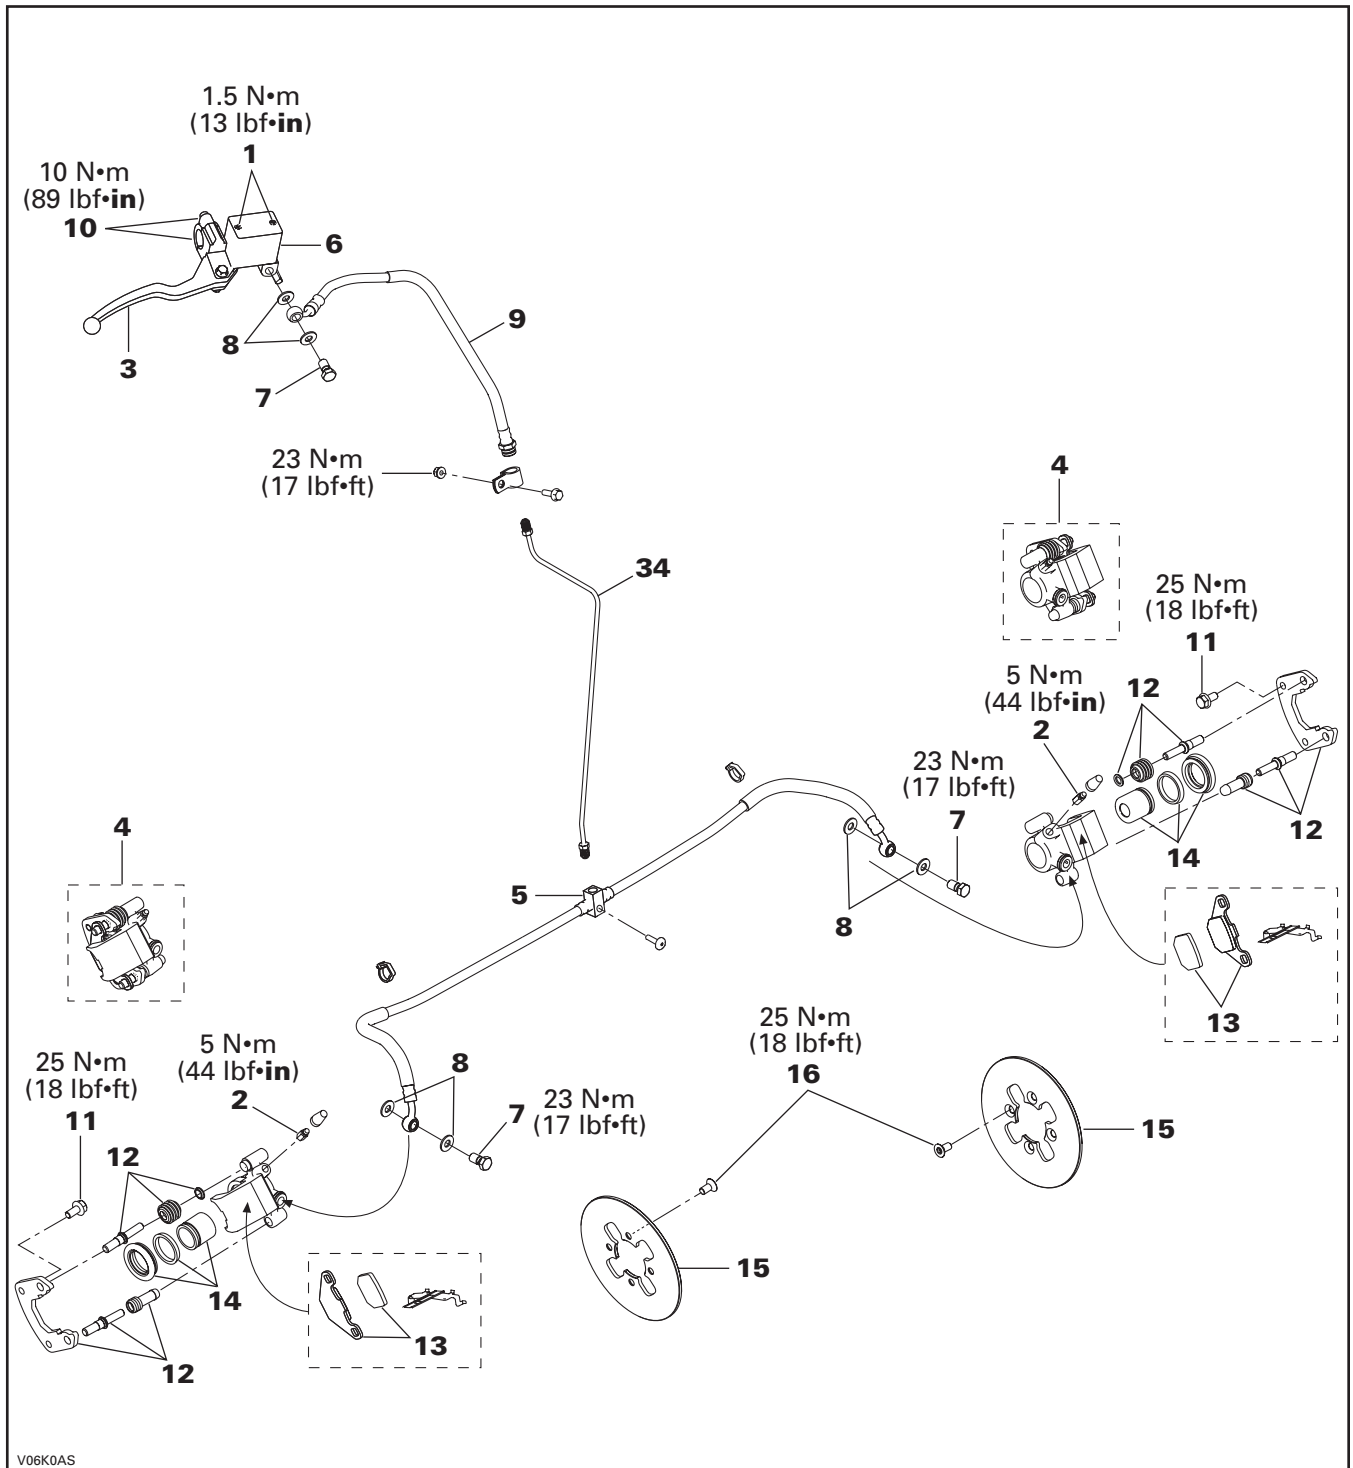 1.5 N•m
(13 lbf•in)
1
10 N•m
(89 lbf•in)
10
6
3
8
7
9
23 N•m
(17 lbf•ft)
34
4
25 N•m
(18 lbf•ft)
11
5 N•m
(44 lbf•in)
2
12
23 N•m
(17 lbf•ft)
7
12
14
4
5
8
13
25 N•m
(18 lbf•ft)
16
5 N•m
(44 lbf•in)
2
25 N•m
(18 lbf•ft)
11
8
7
23 N•m
(17 lbf•ft)
15
12
15
14
13
12
V06K0AS